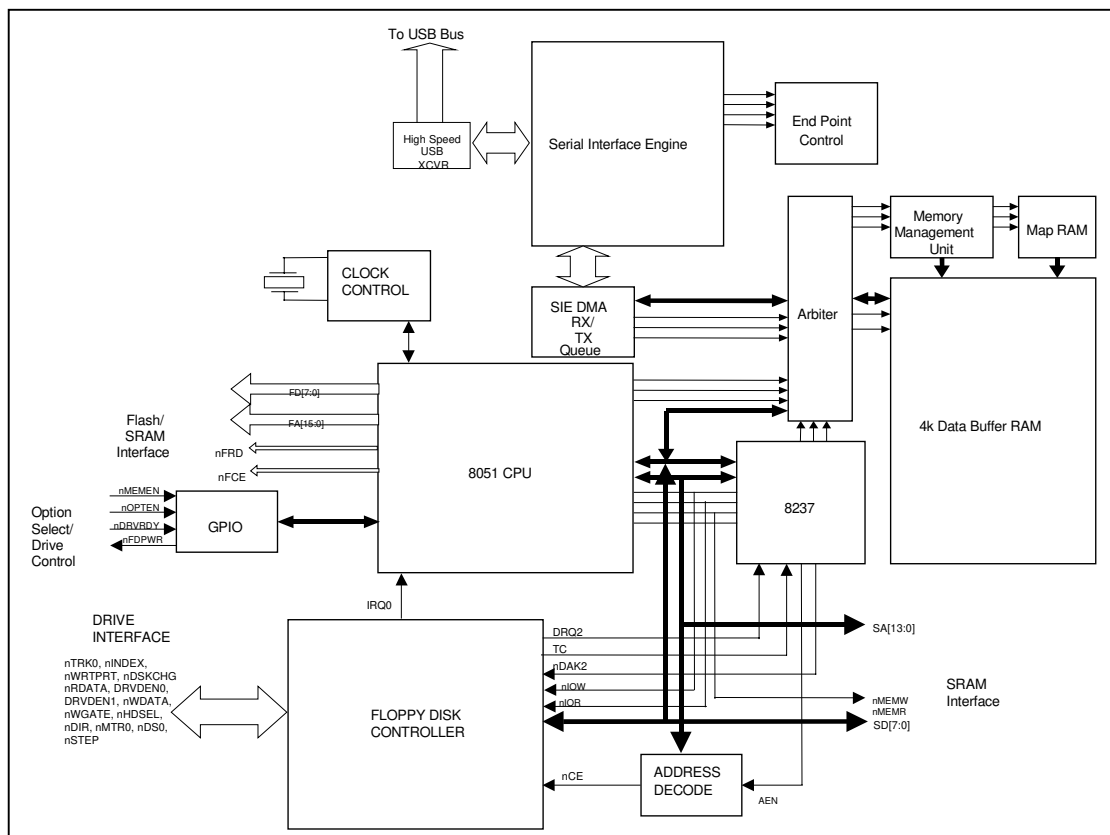 To USB Bus
High Speed
USB
XCVR
Serial Interface Engine
End Point
Control
Memory
Management
Unit
Map RAM
CLOCK
CONTROL
SIE DMA
RX/
TX
Queue
Arbiter
4k Data Buffer RAM
Flash/
SRAM
Interface
FD[7:0]
FA[15:0]
nFRD
nFCE
8051 CPU
8237
Option
Select/
Drive
Control
nMEMEN
nOPTEN
nDRVRDY
nFDPWR
GPIO
IRQ0
DRIVE
INTERFACE
nTRK0, nINDEX,
nWRTPRT, nDSKCHG
nRDATA, DRVDEN0,
DRVDEN1, nWDATA,
nWGATE, nHDSEL,
nDIR, nMTR0, nDS0,
nSTEP
FLOPPY DISK
CONTROLLER
DRQ2
TC
nDAK2
nIOW
nIOR
nCE
SA[13:0]
SRAM
Interface
nMEMW
nMEMR
SD[7:0]
ADDRESS
DECODE
AEN